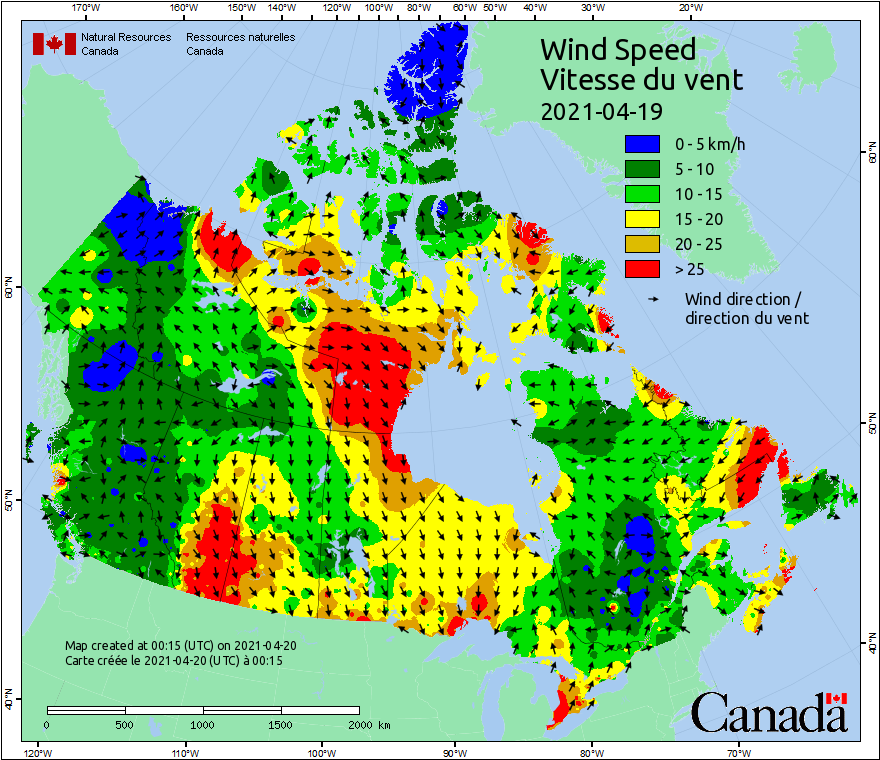 170°W 160°W 150°W 140°W 120°W 100°W 80°W 60°W 50°W 40°W 30°W 20°W
Natural Resources Ressources naturelles
Canada Canada
Wind Speed
Vitesse du vent
2021-04-19
0 - 5 km/h
5 - 10
10 - 15
15 - 20
20 - 25
> 25
Wind direction /
direction du vent
60°N
60°N
50°N
50°N
40°N
40°N
Map created at 00:15 (UTC) on 2021-04-20
Carte créée le 2021-04-20 (UTC) à 00:15
0 500 1000 1500 2000 km
Canada
120°W 110°W 100°W 90°W 80°W 70°W